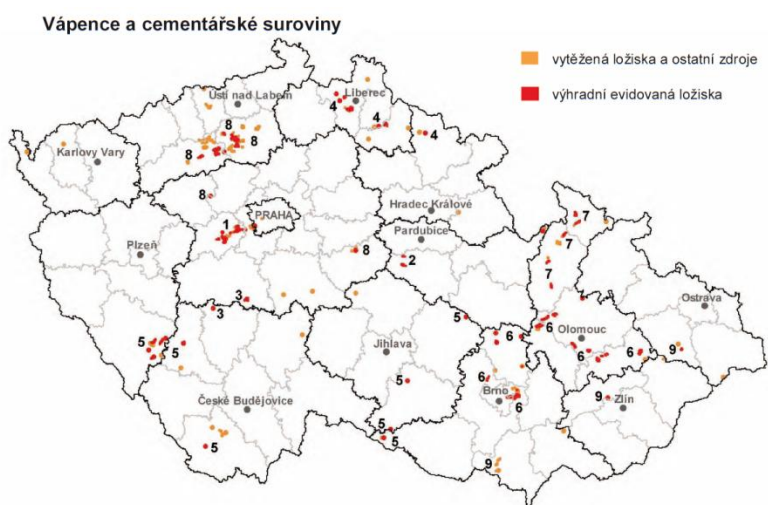 Vápence a cementářské suroviny
vytěžená ložiska a ostatní zdroje
výhradní evidovaná ložiska
Ústí nad Labem
Liberec
4
4
4
8
8
8
Karlovy Vary
8
Hradec Králové
PRAHA
7
1
Pardubice
7
Plzeň
8
2
7
3
3
Ostrava
5
Olomouc
5
5
Jihlava
6
6
9
6
6
5
6
Brno
9
Zlín
České Budějovice
6
5
5
5
9